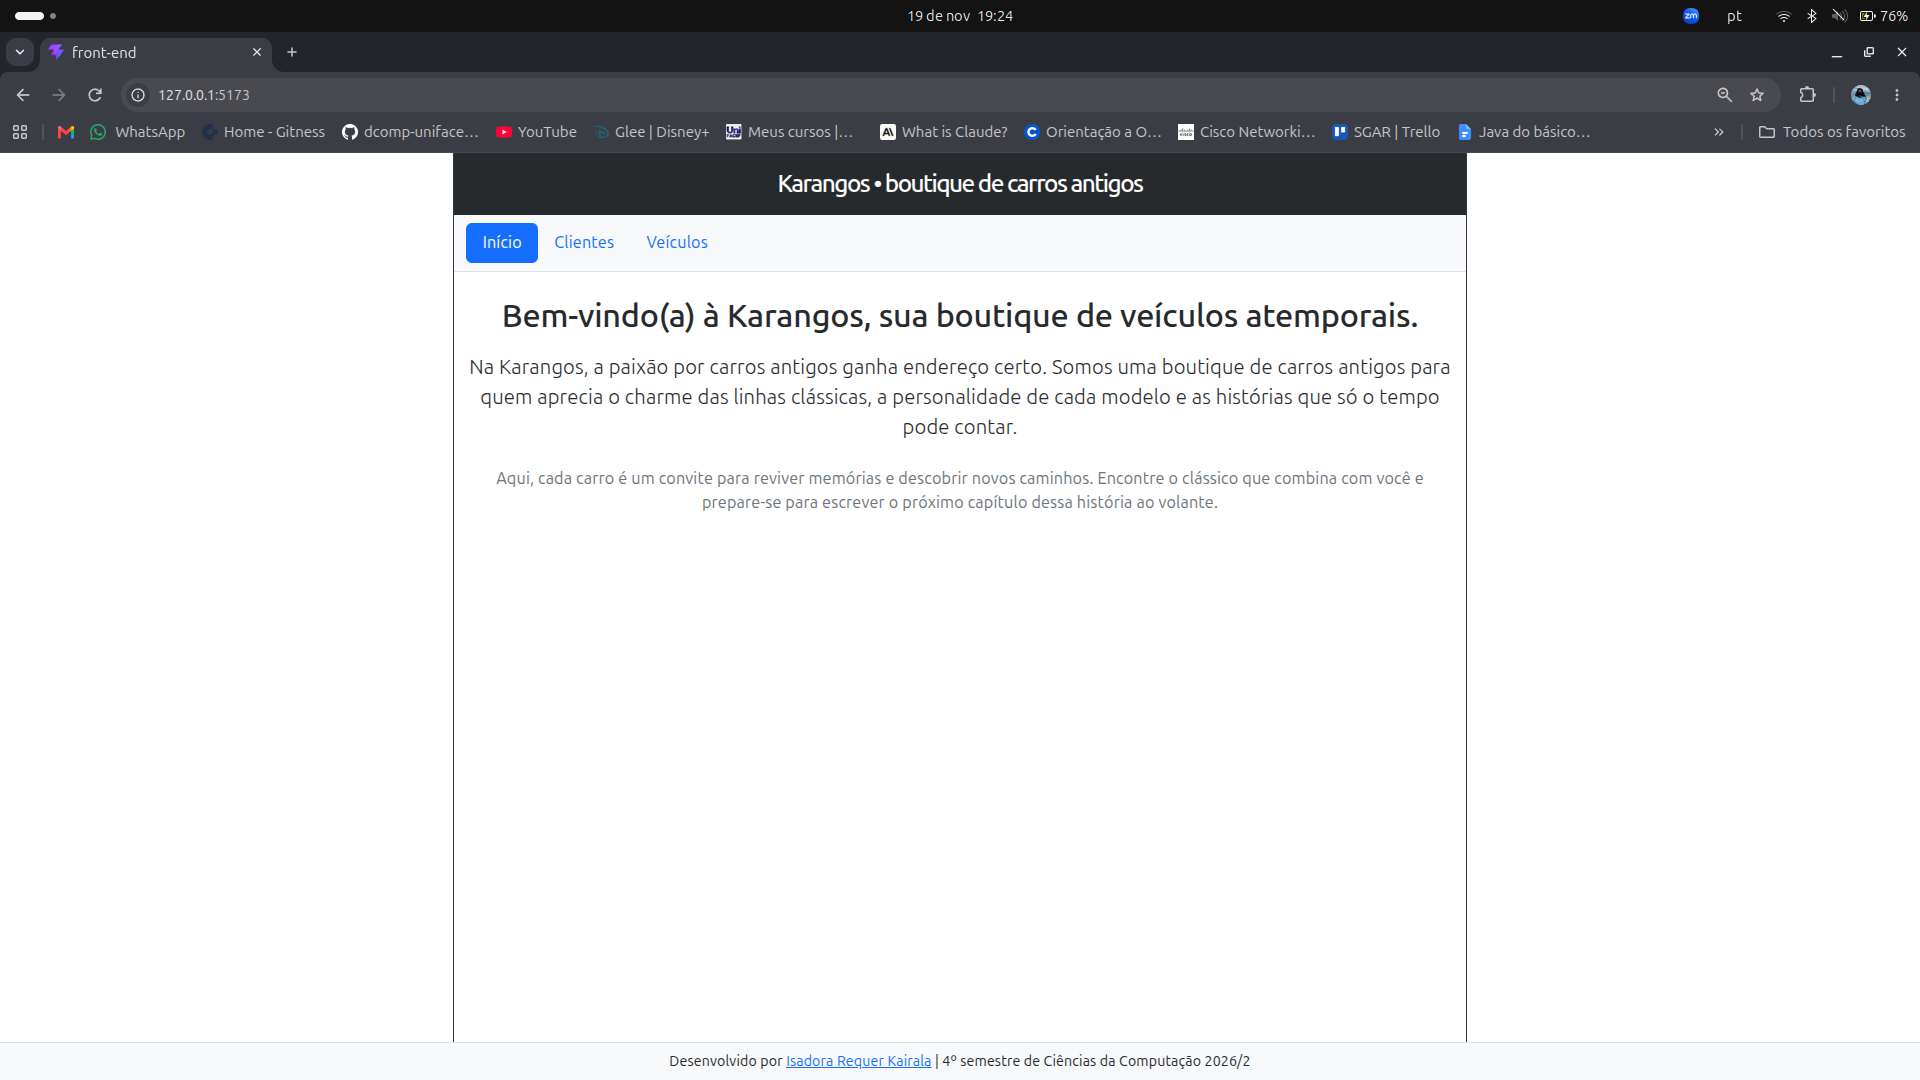 19 de nov 19:24
zm
pt
76%
front-end
127.0.0.1:5173
WhatsApp
Home - Gitness
dcomp-uniface...
YouTube
Glee | Disney+
Meus cursos |...
What is Claude?
Orientação a O...
Cisco Networki...
SGAR | Trello
Java do básico...
Todos os favoritos
Karangos • boutique de carros antigos
Início
Clientes
Veículos
Bem-vindo(a) à Karangos, sua boutique de veículos atemporais.
Na Karangos, a paixão por carros antigos ganha endereço certo. Somos uma boutique de carros antigos para
quem aprecia o charme das linhas clássicas, a personalidade de cada modelo e as histórias que só o tempo
pode contar.
Aqui, cada carro é um convite para reviver memórias e descobrir novos caminhos. Encontre o clássico que combina com você e
prepare-se para escrever o próximo capítulo dessa história ao volante.
Desenvolvido por Isadora Requer Kairala | 4º semestre de Ciências da Computação 2026/2